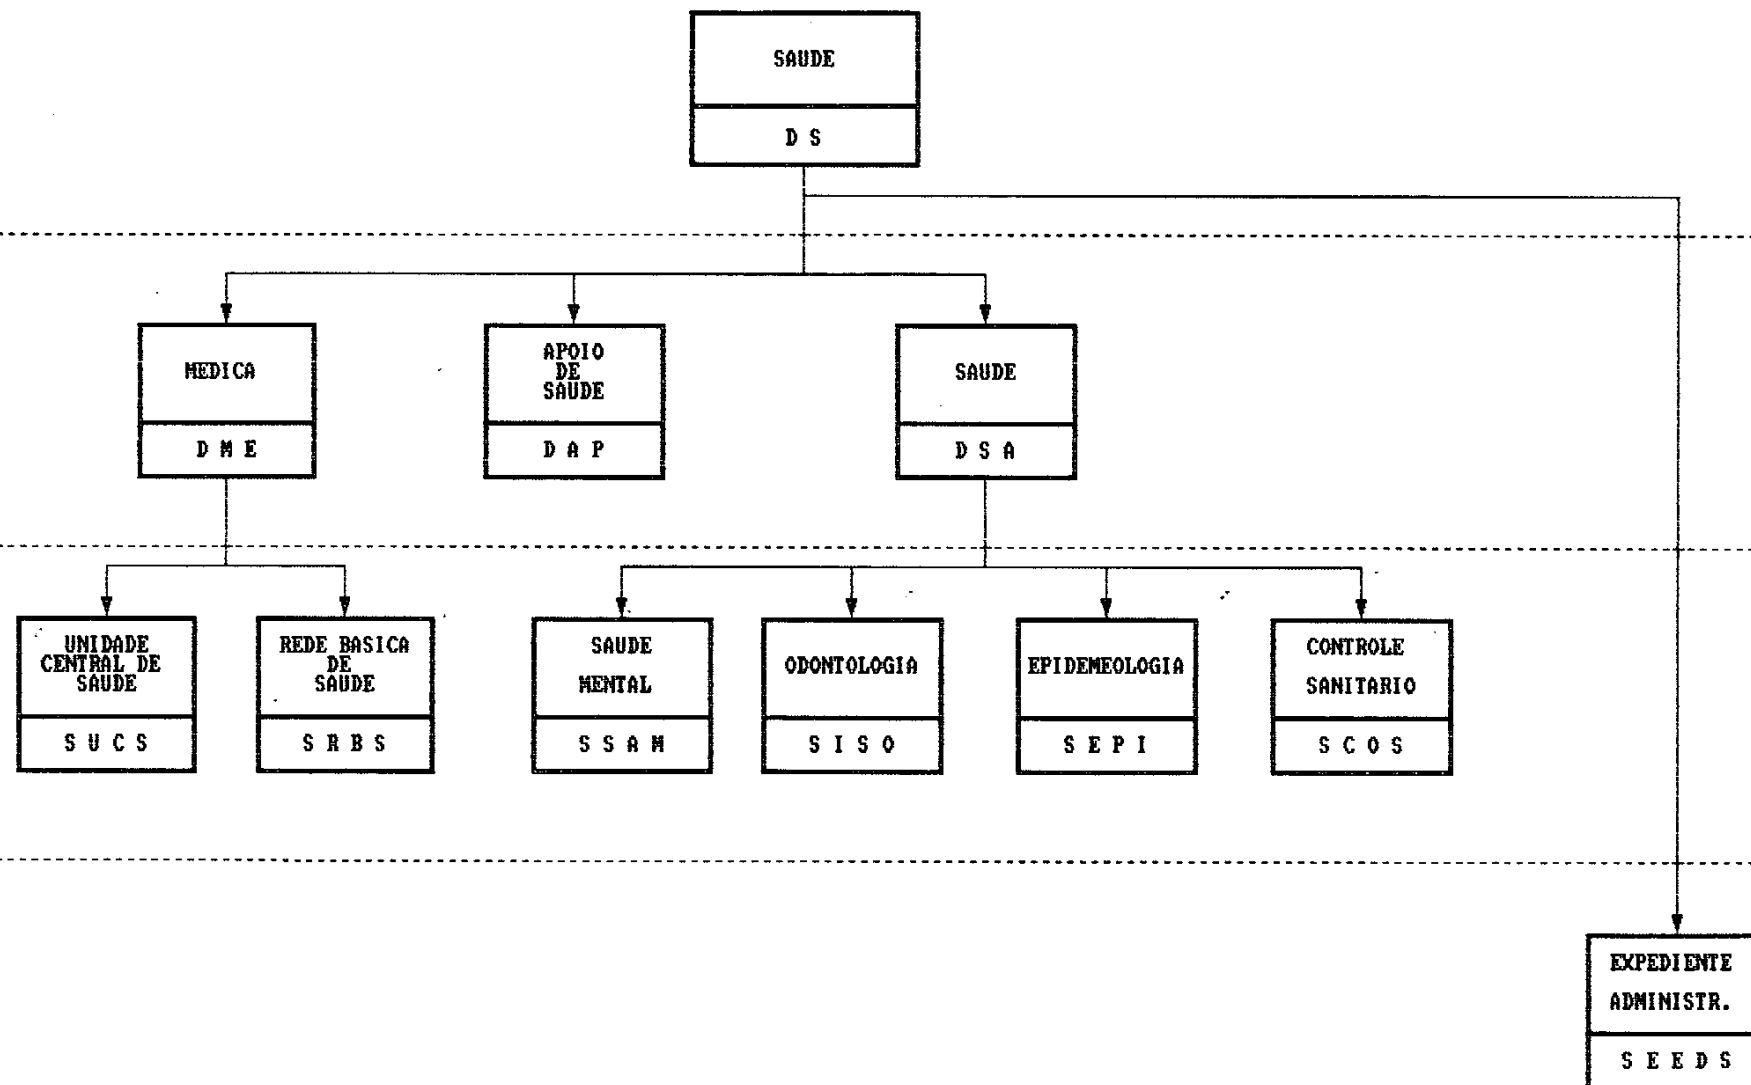 SAUDE
D S
MEDICA
D M E
APOIO
DE
SAUDE
D A P
SAUDE
D S A
UNIDADE
CENTRAL DE
SAUDE
S U C S
REDE BASICA
DE
SAUDE
S R B S
SAUDE
MENTAL
S S A M
ODONTOLOGIA
S I S O
EPIDEMEOLOGIA
S E P I
CONTROLE
SANITARIO
S C O S
EXPEDIENTE
ADMINISTR.
S E E D S